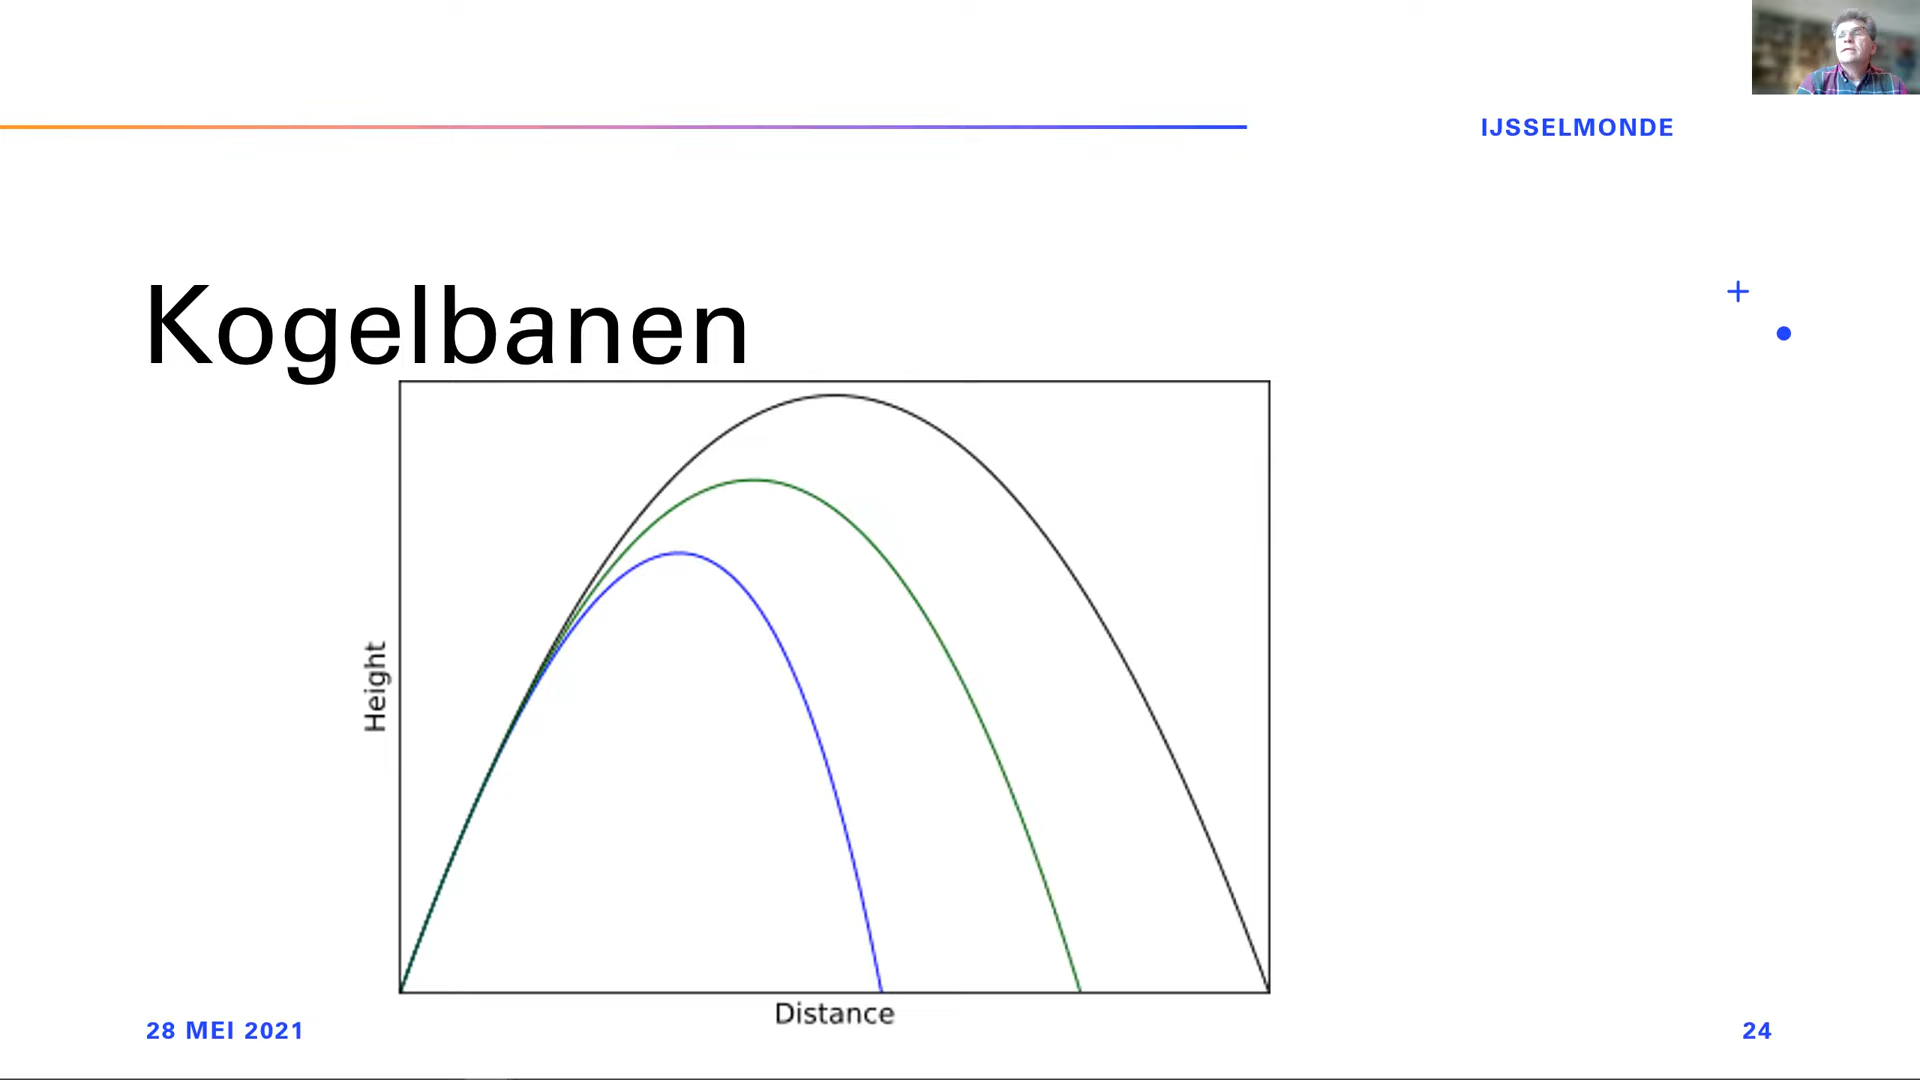 IJSSELMONDE
Kogelbanen
Height
Distance
28 MEI 2021
24